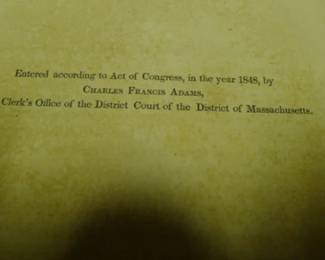 Entered according to Act of Congress, in the year 1848, by
CHARLES FRANCIS ADAMS,
Clerk's Office of the District Court of the District of Massachusetts.